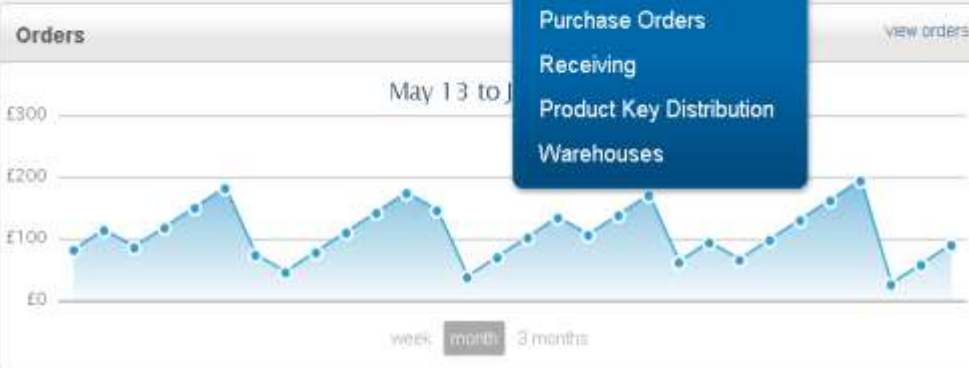 Purchase Orders
Orders
view orders
Receiving
May 13 to J
Product Key Distribution
£300
Warehouses
£200
£100
£0
week month 3 months